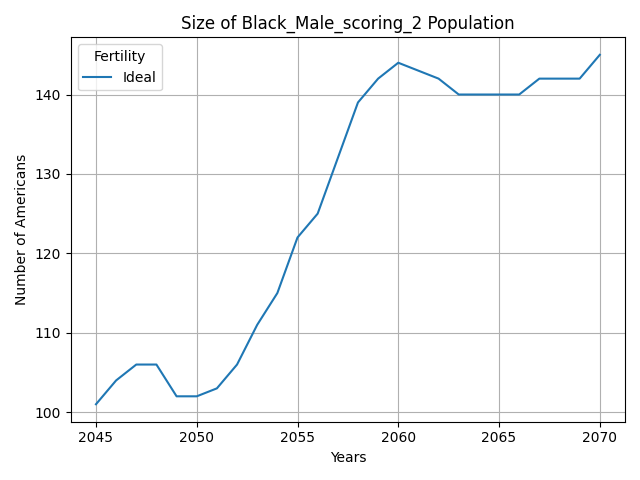 Size of Black_Male_scoring_2 Population
Fertility
Ideal
Number of Americans
140
130
120
110
100
2045 2050 2055 2060 2065 2070
Years